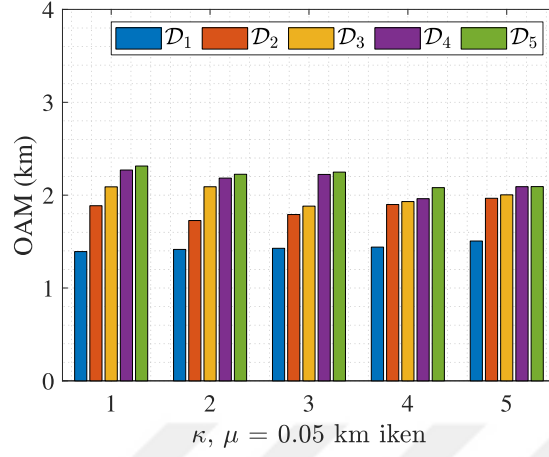 4
𝒟₁ 𝒟₂ 𝒟₃ 𝒟₄ 𝒟₅
3
2
1
0
OAM (km)
1 2 3 4 5
κ, μ = 0.05 km iken